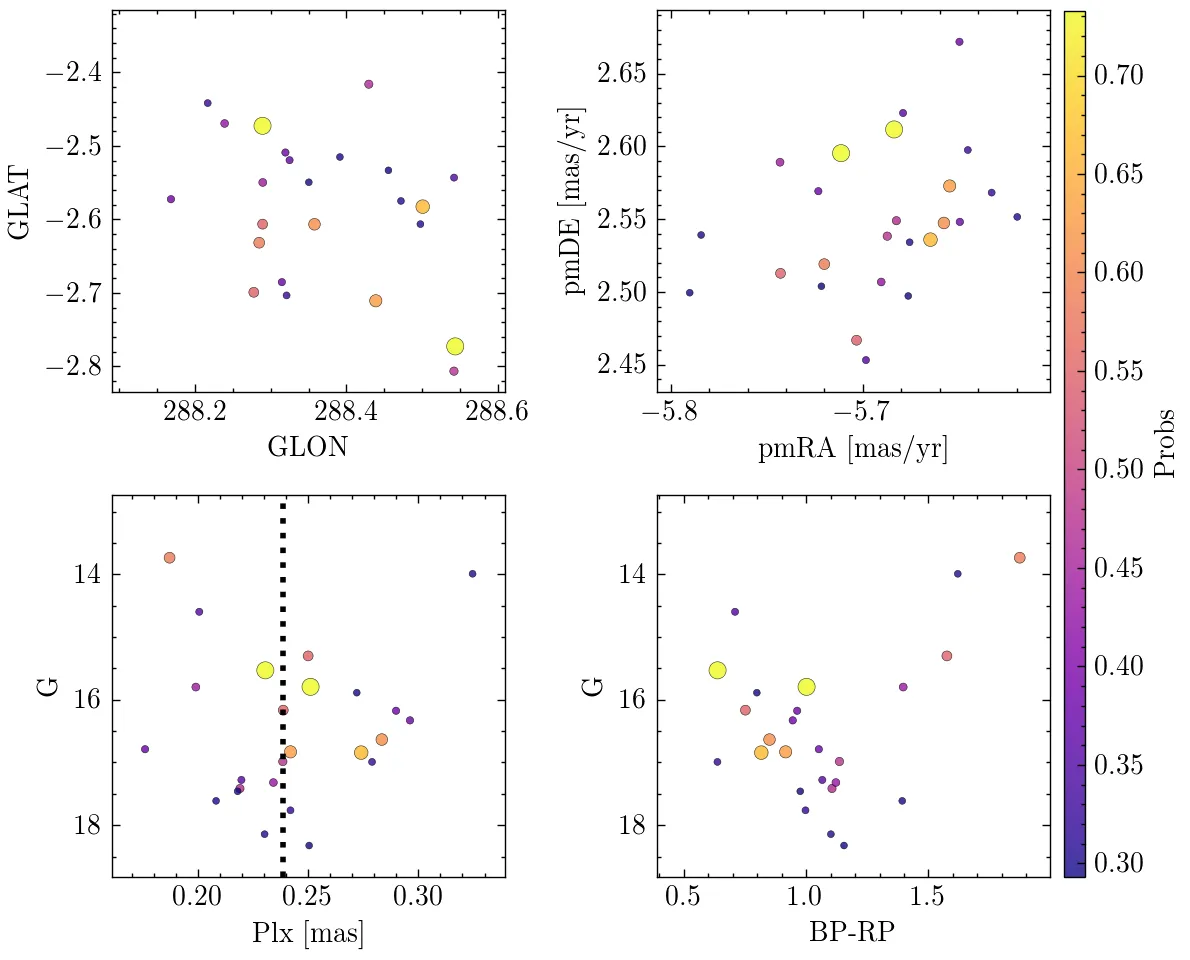 −2.4
−2.5
−2.6
−2.7
−2.8
GLAT
288.2 288.4 288.6
GLON
2.65
2.60
2.55
2.50
2.45
pmDE [mas/yr]
−5.8 −5.7
pmRA [mas/yr]
14
16
18
G
0.20 0.25 0.30
Plx [mas]
14
16
18
G
0.5 1.0 1.5
BP-RP
0.70
0.65
0.60
0.55
0.50
0.45
0.40
0.35
0.30
Probs